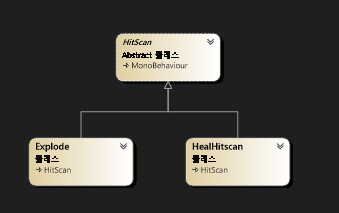 HitScan
Abstract 클래스
→ MonoBehaviour
Explode
클래스
→ HitScan
HealHitscan
클래스
→ HitScan